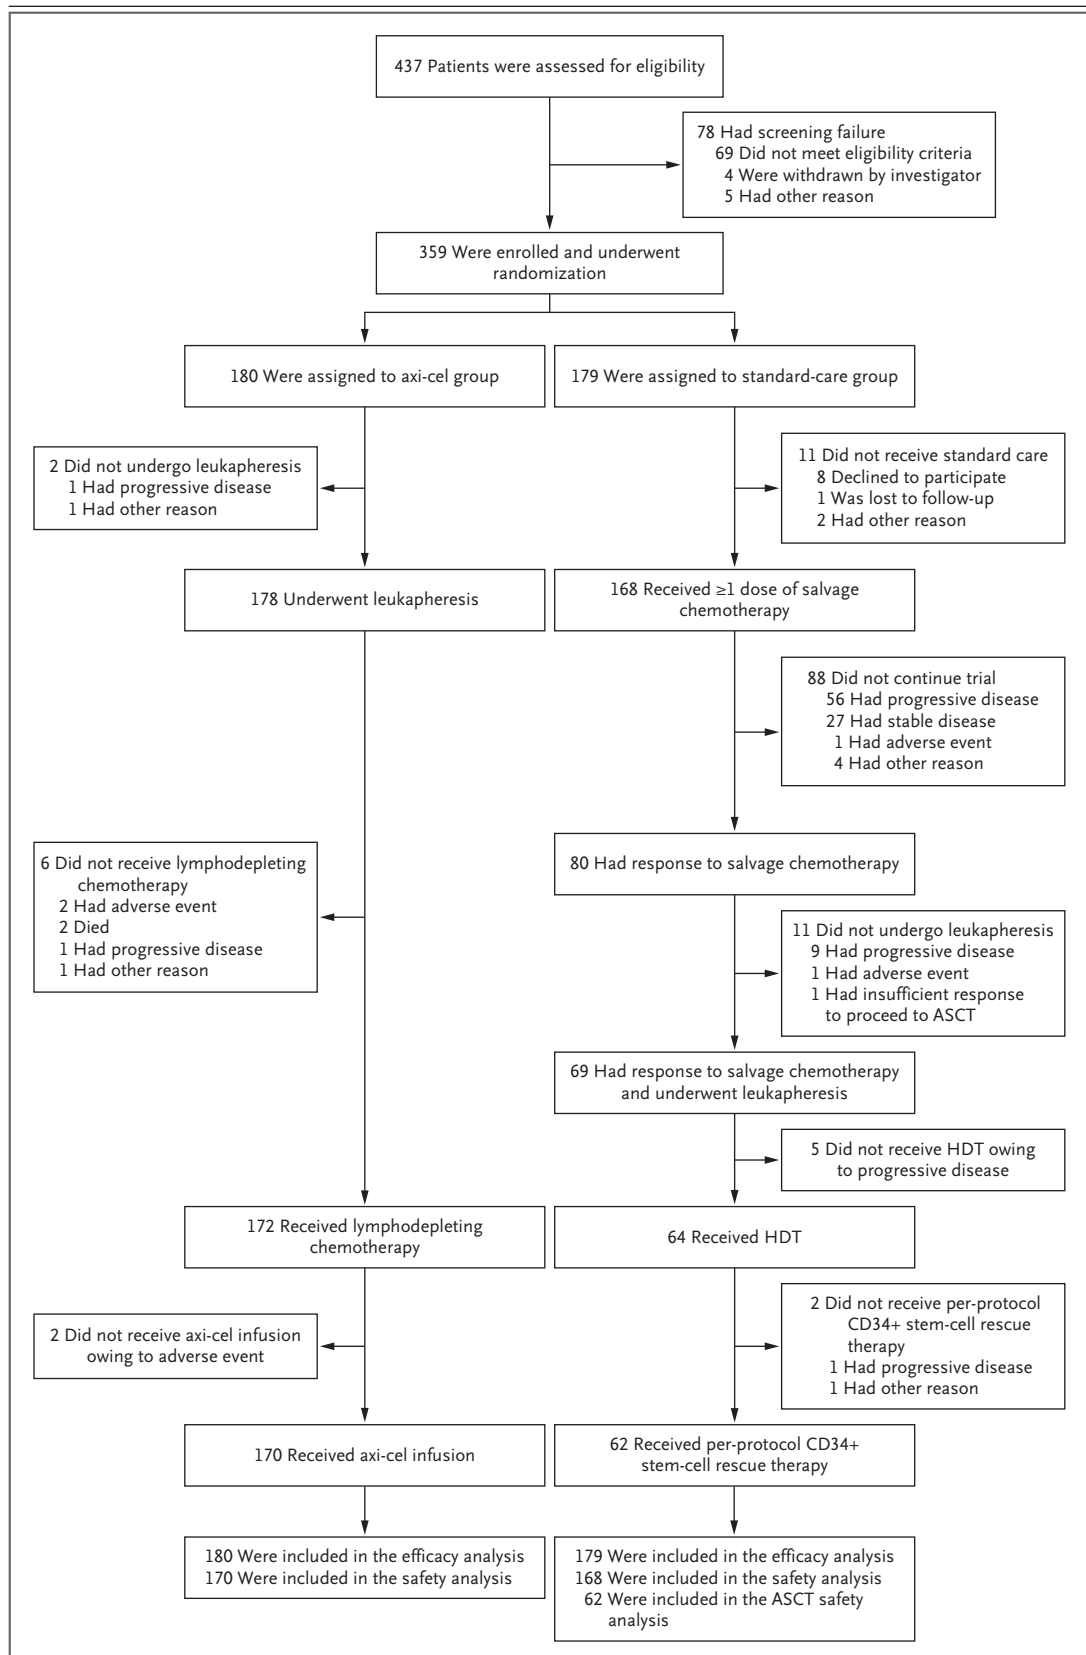 437 Patients were assessed for eligibility
78 Had screening failure
69 Did not meet eligibility criteria
4 Were withdrawn by investigator
5 Had other reason
359 Were enrolled and underwent
randomization
180 Were assigned to axi-cel group
179 Were assigned to standard-care group
2 Did not undergo leukapheresis
1 Had progressive disease
1 Had other reason
11 Did not receive standard care
8 Declined to participate
1 Was lost to follow-up
2 Had other reason
178 Underwent leukapheresis
168 Received ≥1 dose of salvage
chemotherapy
88 Did not continue trial
56 Had progressive disease
27 Had stable disease
1 Had adverse event
4 Had other reason
6 Did not receive lymphodepleting
chemotherapy
2 Had adverse event
2 Died
1 Had progressive disease
1 Had other reason
80 Had response to salvage chemotherapy
11 Did not undergo leukapheresis
9 Had progressive disease
1 Had adverse event
1 Had insufficient response
to proceed to ASCT
69 Had response to salvage chemotherapy
and underwent leukapheresis
5 Did not receive HDT owing
to progressive disease
172 Received lymphodepleting
chemotherapy
64 Received HDT
2 Did not receive axi-cel infusion
owing to adverse event
2 Did not receive per-protocol
CD34+ stem-cell rescue
therapy
1 Had progressive disease
1 Had other reason
170 Received axi-cel infusion
62 Received per-protocol CD34+
stem-cell rescue therapy
180 Were included in the efficacy analysis
170 Were included in the safety analysis
179 Were included in the efficacy analysis
168 Were included in the safety analysis
62 Were included in the ASCT safety
analysis